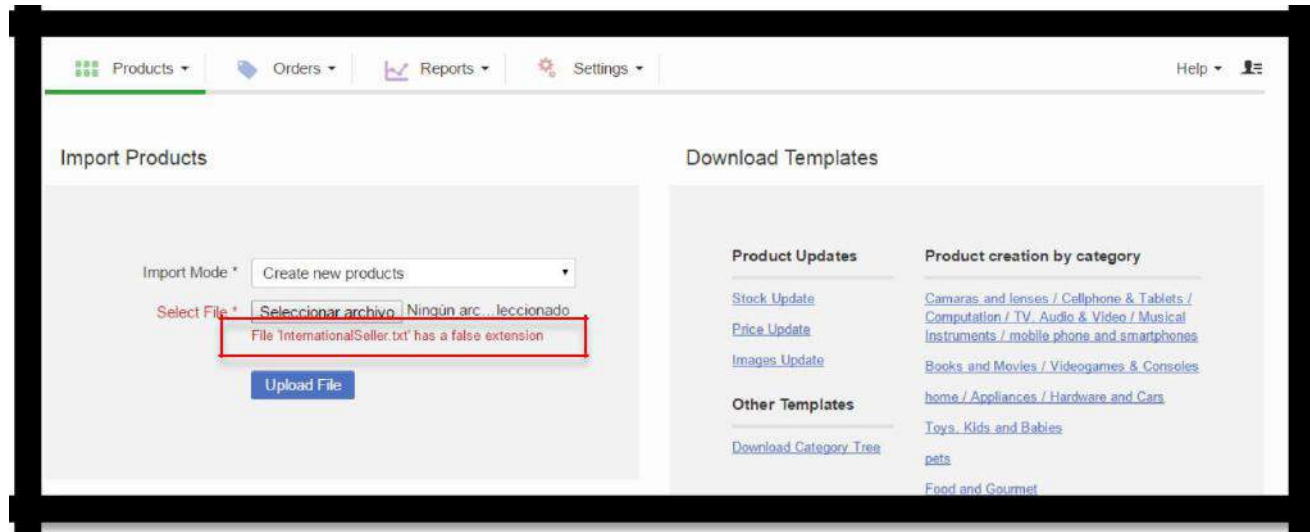 Products
Orders
Reports
Settings
Help
Import Products
Import Mode *
Create new products
Select File *
Seleccionar archivo
Ningún arc...leccionado
File 'InternationalSeller.txt' has a false extension
Upload File
Download Templates
Product Updates
Stock Update
Price Update
Images Update
Other Templates
Download Category Tree
Product creation by category
Camaras and lenses / Cellphone & Tablets /
Computation / TV, Audio & Video / Musical
Instruments / mobile phone and smartphones
Books and Movies / Videogames & Consoles
home / Appliances / Hardware and Cars
Toys, Kids and Babies
pets
Food and Gourmet